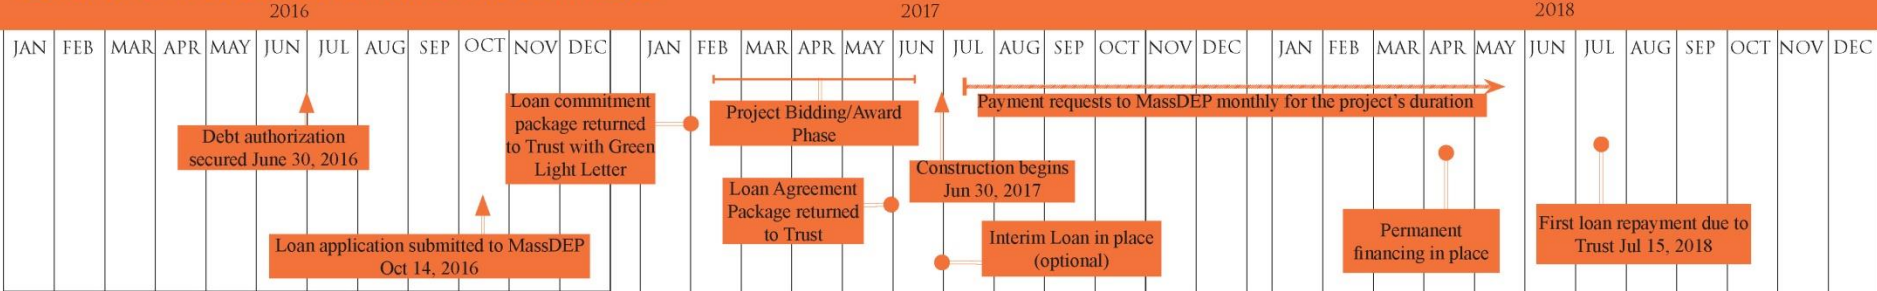 2016 2017 2018
JAN FEB MAR APR MAY JUN JUL AUG SEP OCT NOV DEC JAN FEB MAR APR MAY JUN JUL AUG SEP OCT NOV DEC JAN FEB MAR APR MAY JUN JUL AUG SEP OCT NOV DEC
Debt authorization
secured June 30, 2016
Loan application submitted to MassDEP
Oct 14, 2016
Loan commitment
package returned
to Trust with Green
Light Letter
Project Bidding/Award
Phase
Loan Agreement
Package returned
to Trust
Construction begins
Jun 30, 2017
Interim Loan in place
(optional)
Payment requests to MassDEP monthly for the project's duration
Permanent
financing in place
First loan repayment due to
Trust Jul 15, 2018